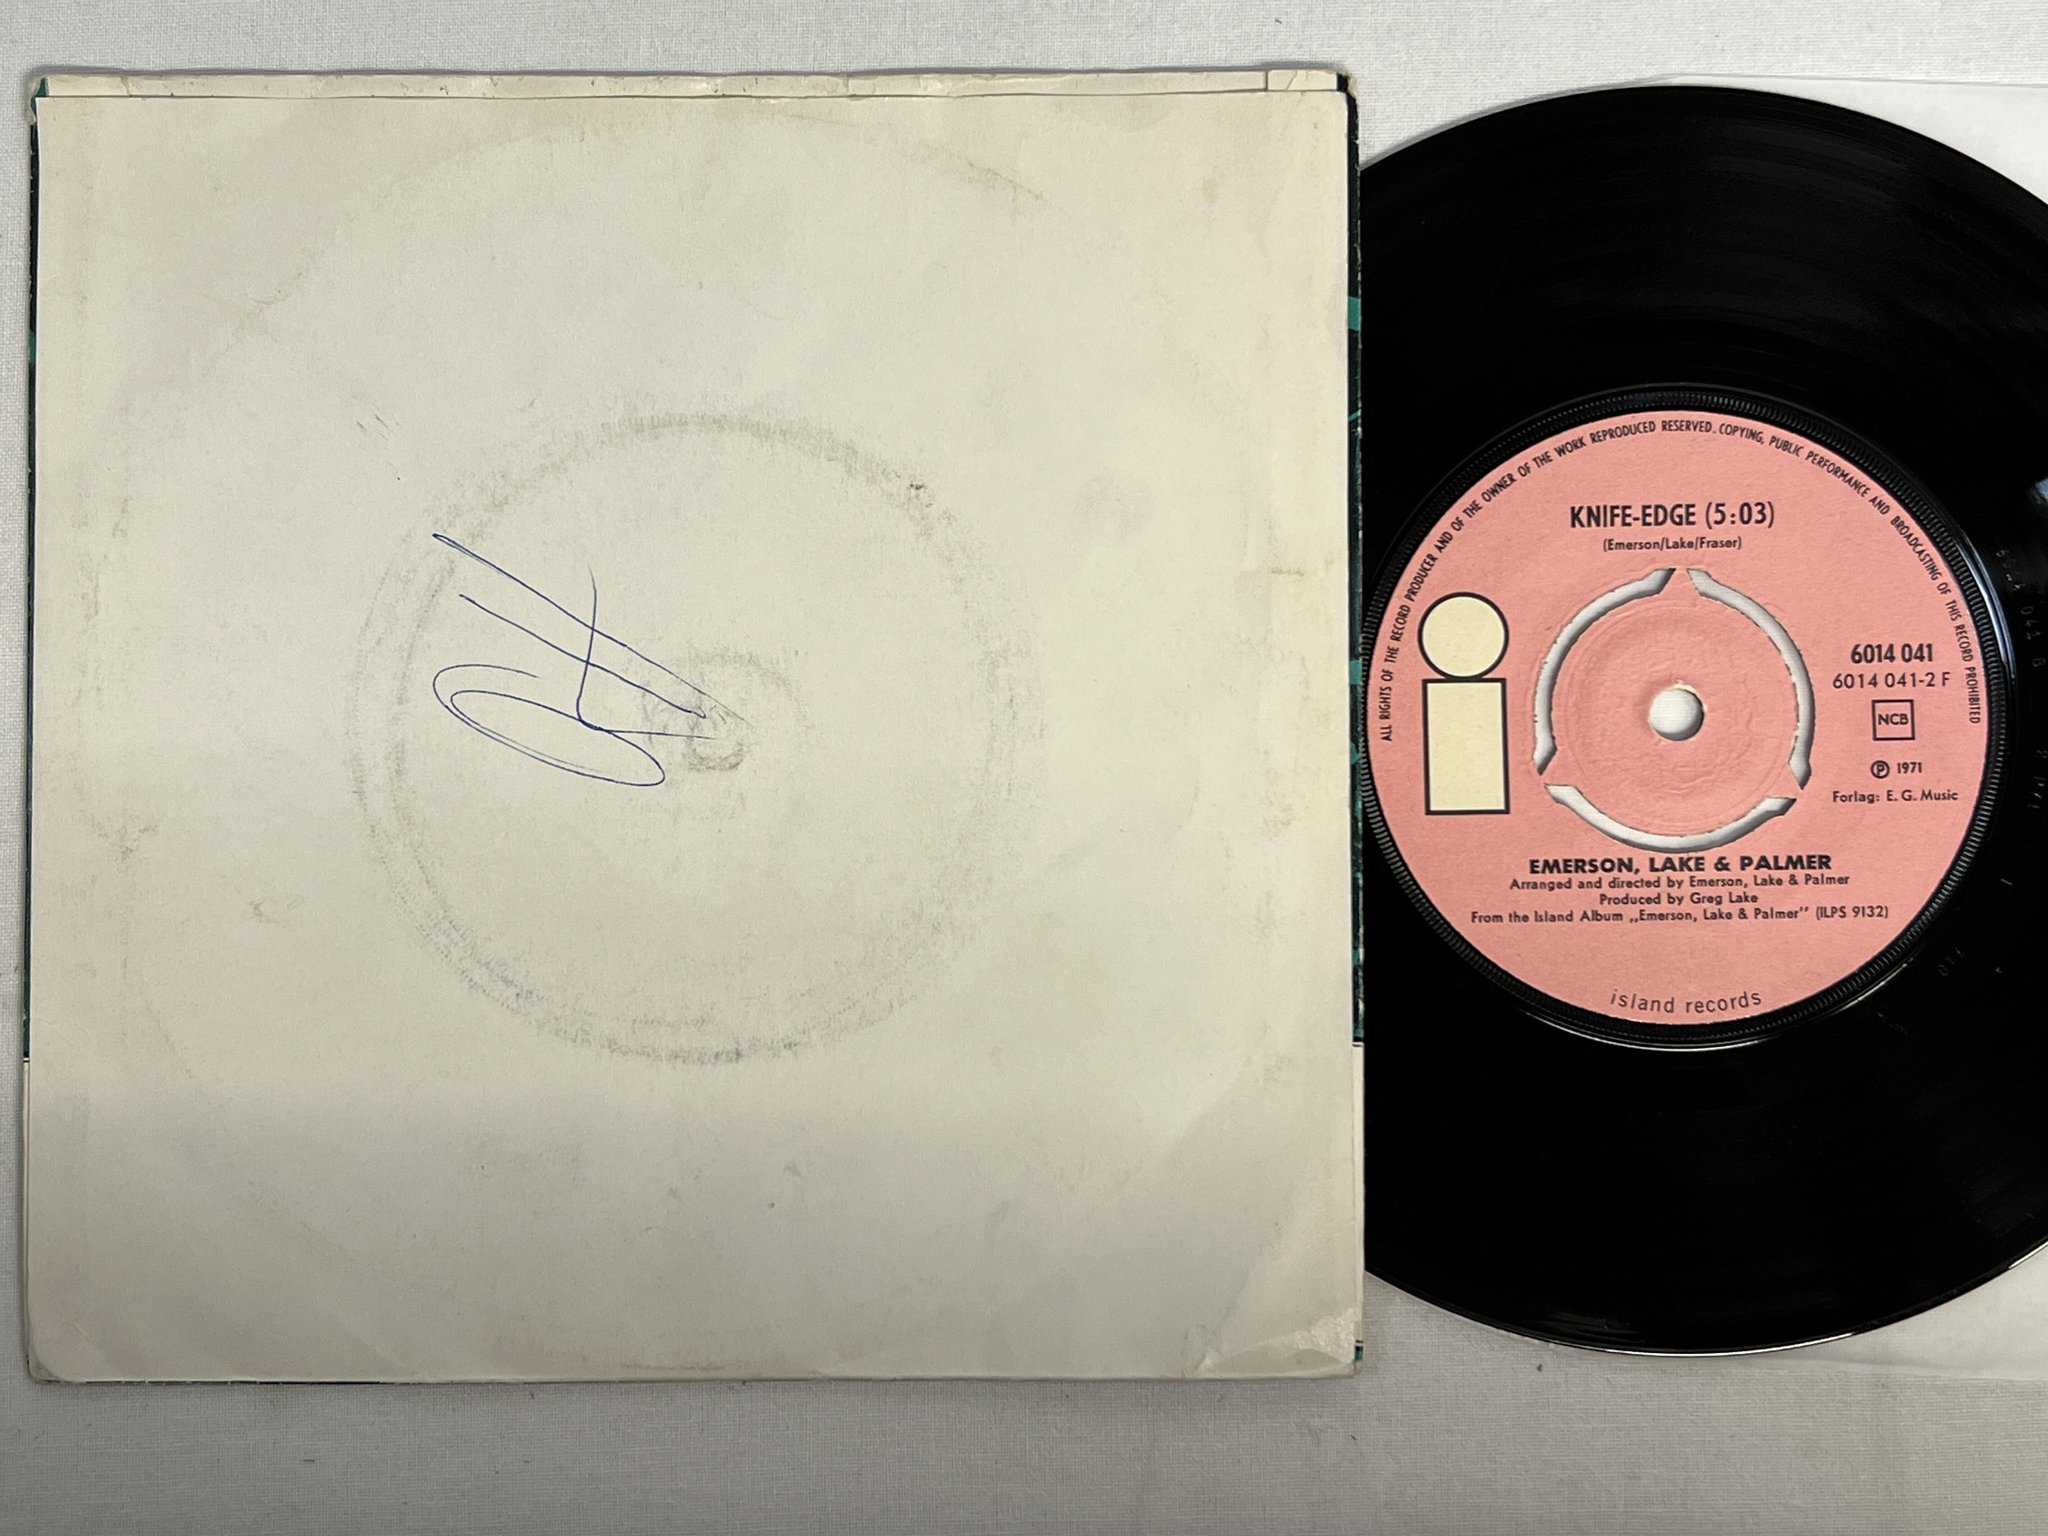 ALL RIGHTS OF THE RECORD PRODUCER AND OF THE OWNER OF THE WORK REPRODUCED RESERVED. COPYING, PUBLIC PERFORMANCE AND BROADCASTING OF THIS RECORD PROHIBITED
KNIFE-EDGE (5:03)
(Emerson/Lake/Fraser)
6014 041
6014 041-2 F
NCB
℗ 1971
Forlag: E. G. Music
EMERSON, LAKE & PALMER
Arranged and directed by Emerson, Lake & Palmer
Produced by Greg Lake
From the Island Album „Emerson, Lake & Palmer” (ILPS 9132)
island records